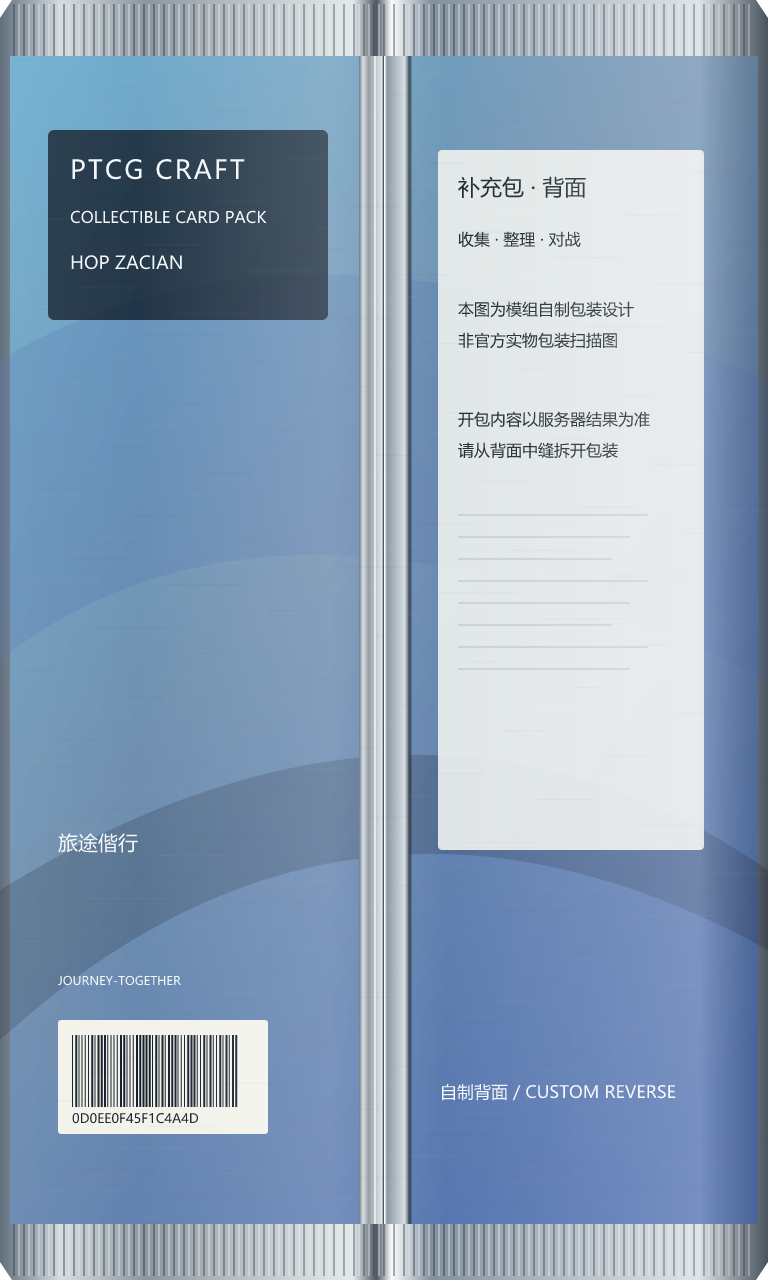 PTCG CRAFT
COLLECTIBLE CARD PACK
HOP ZACIAN
旅途偕行
JOURNEY-TOGETHER
0D0EE0F45F1C4A4D
补充包 · 背面
收集 · 整理 · 对战
本图为模组自制包装设计
非官方实物包装扫描图
开包内容以服务器结果为准
请从背面中缝拆开包装
自制背面 / CUSTOM REVERSE